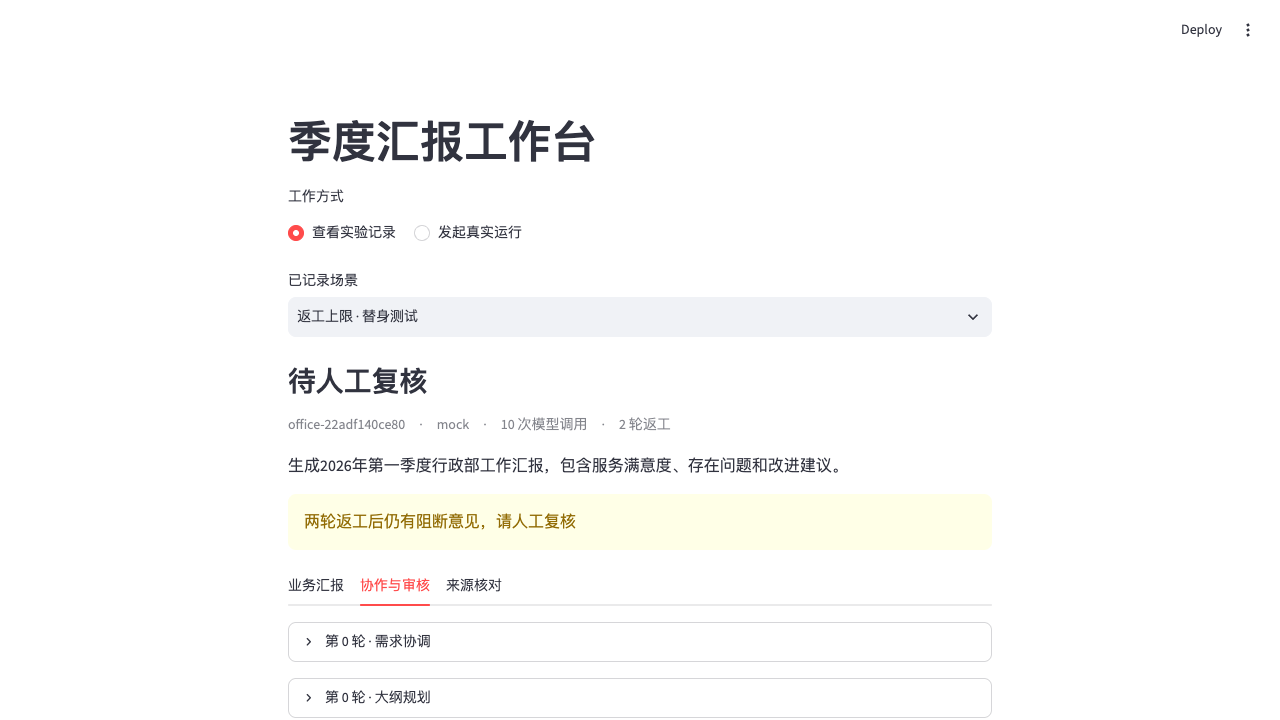 Deploy
季度汇报工作台
工作方式
查看实验记录
发起真实运行
已记录场景
返工上限 · 替身测试
待人工复核
office-22adf140ce80 · mock · 10 次模型调用 · 2 轮返工
生成2026年第一季度行政部工作汇报，包含服务满意度、存在问题和改进建议。
两轮返工后仍有阻断意见，请人工复核
业务汇报 协作与审核 来源核对
第 0 轮 · 需求协调
第 0 轮 · 大纲规划